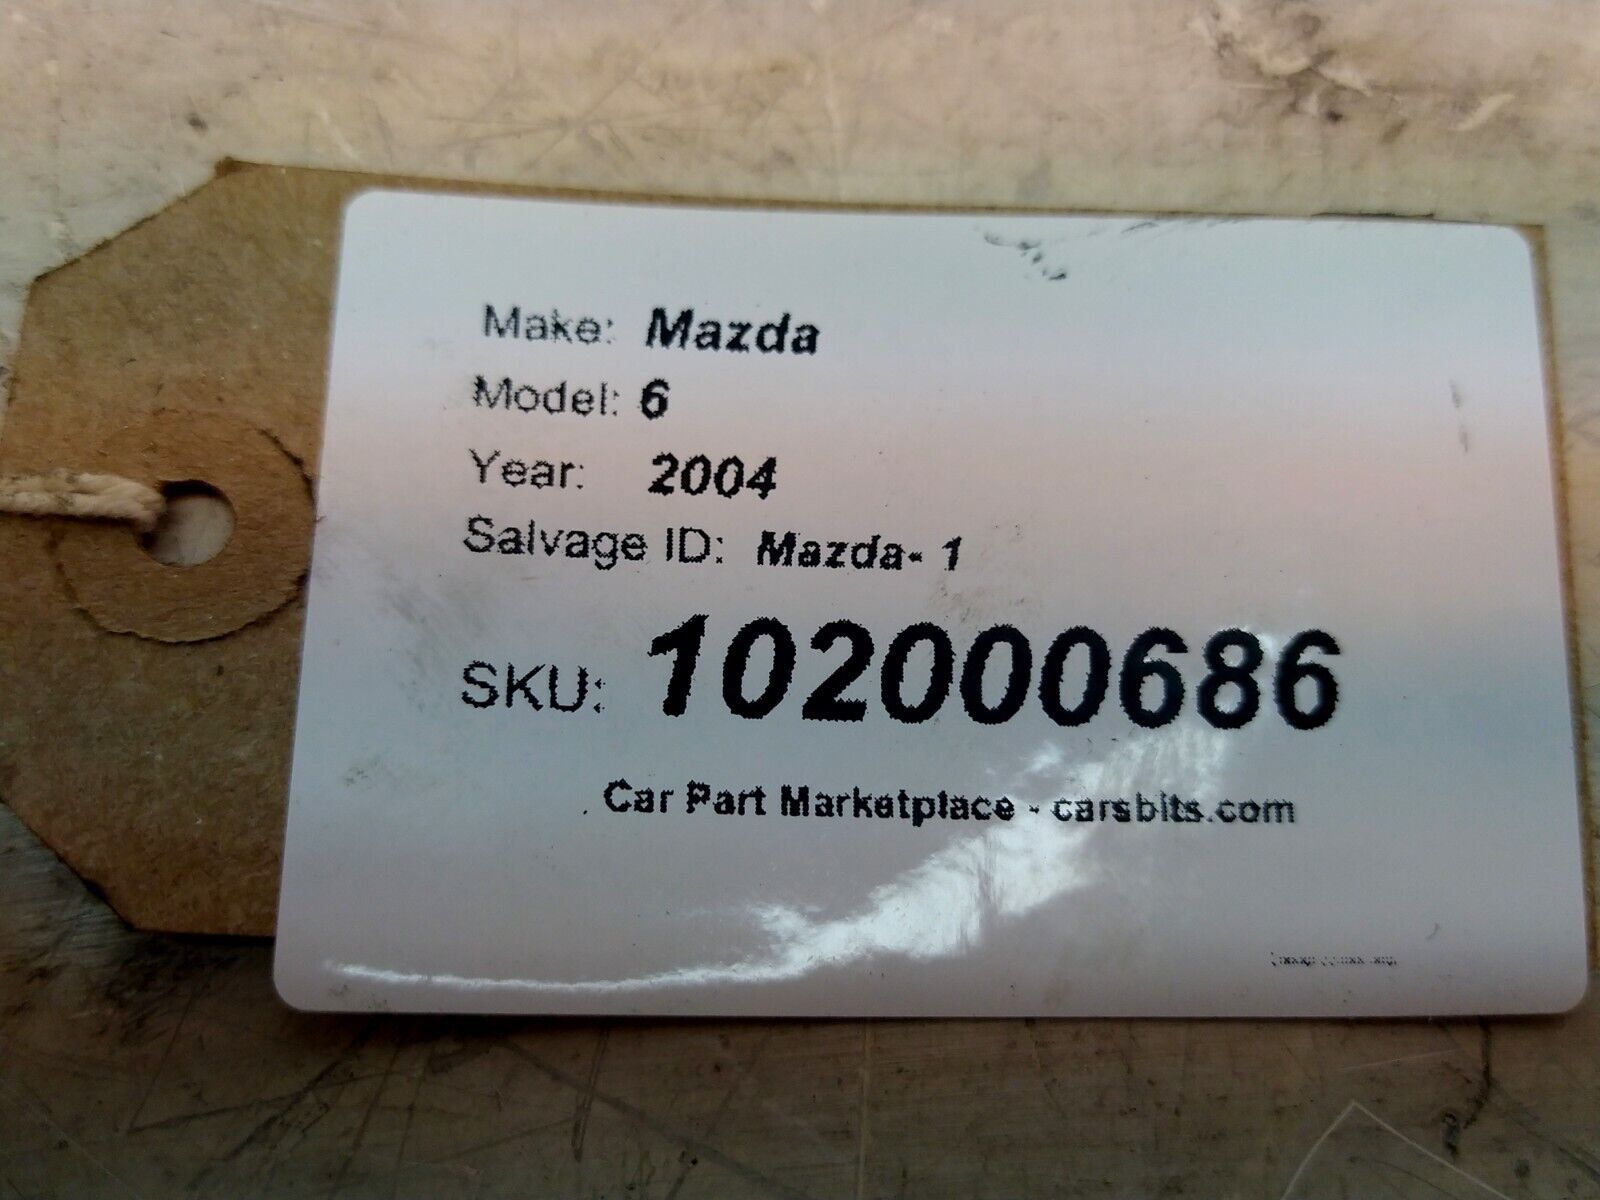 Make: Mazda
Model: 6
Year: 2004
Salvage ID: Mazda- 1
SKU: 102000686
Car Part Marketplace - carsbits.com